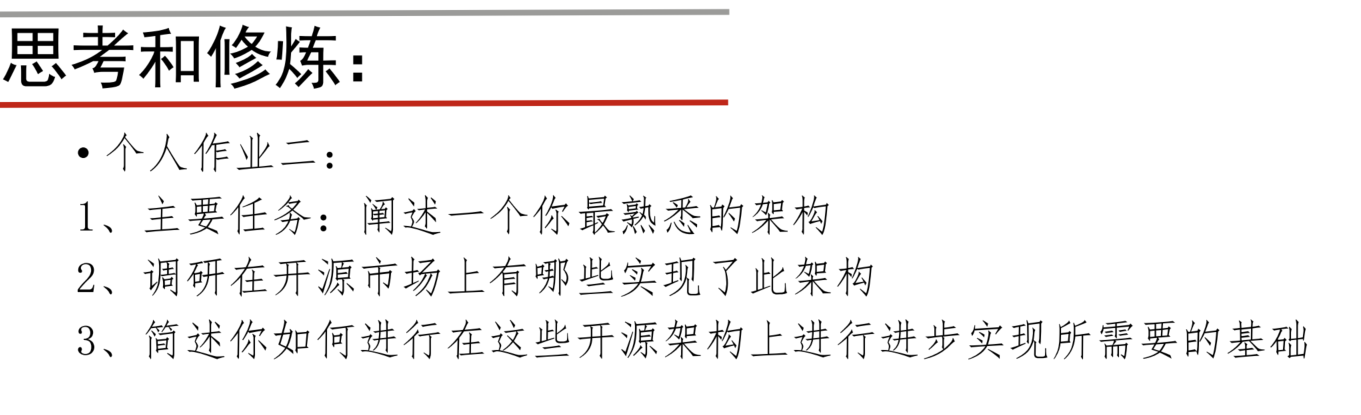 思考和修炼：
•个人作业二：
1、主要任务：阐述一个你最熟悉的架构
2、调研在开源市场上有哪些实现了此架构
3、简述你如何进行在这些开源架构上进行进步实现所需要的基础